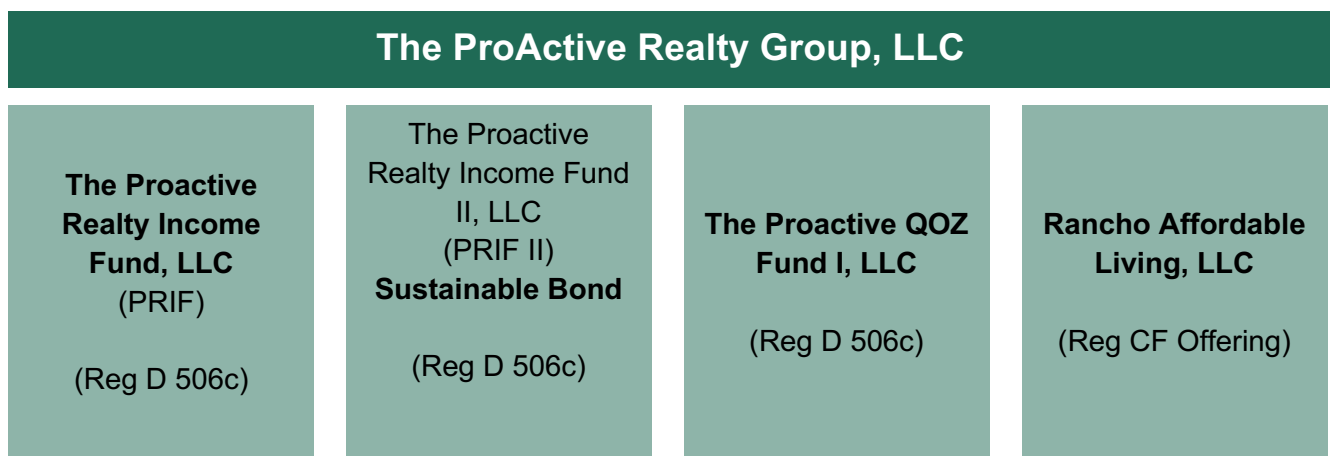 The ProActive Realty Group, LLC
The Proactive
Realty Income
Fund, LLC
(PRIF)
(Reg D 506c)
The Proactive
Realty Income Fund
II, LLC
(PRIF II)
Sustainable Bond
(Reg D 506c)
The Proactive QOZ
Fund I, LLC
(Reg D 506c)
Rancho Affordable
Living, LLC
(Reg CF Offering)